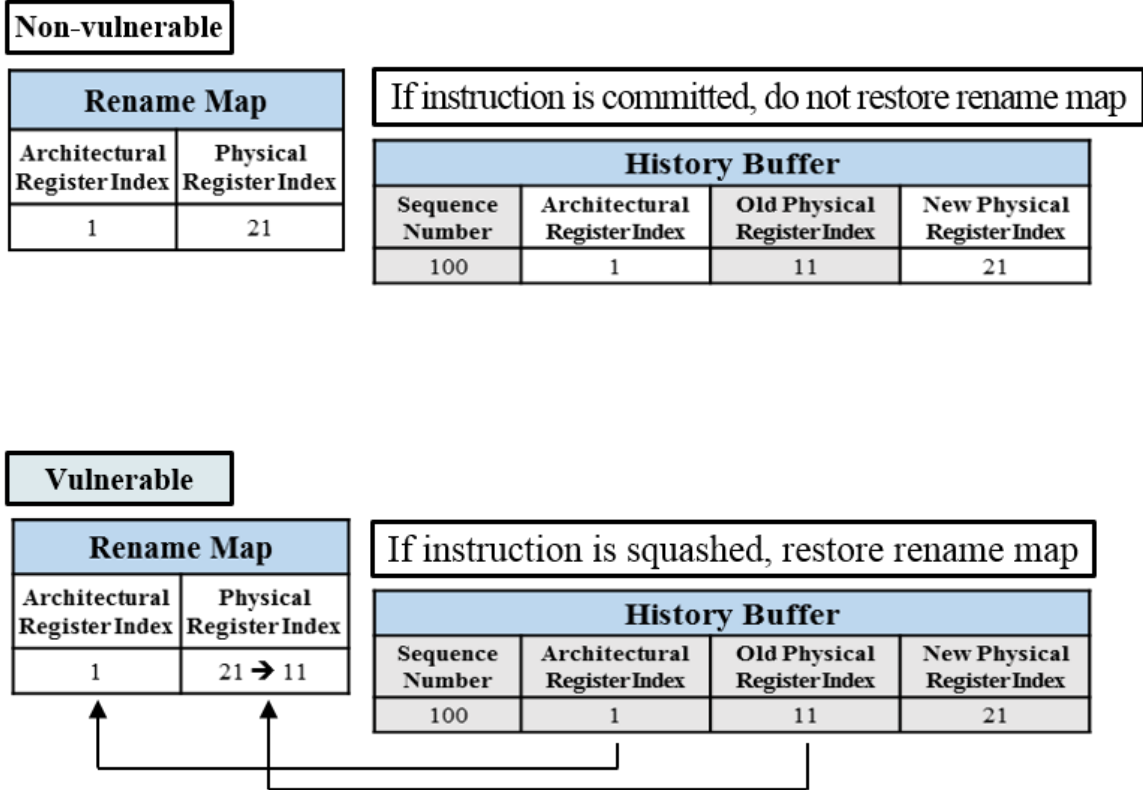 Non-vulnerable
Rename Map
Architectural Register Index
Physical Register Index
1
21
If instruction is committed, do not restore rename map
History Buffer
Sequence Number
Architectural Register Index
Old Physical Register Index
New Physical Register Index
100
1
11
21
Vulnerable
Rename Map
Architectural Register Index
Physical Register Index
1
21 ➔ 11
If instruction is squashed, restore rename map
History Buffer
Sequence Number
Architectural Register Index
Old Physical Register Index
New Physical Register Index
100
1
11
21